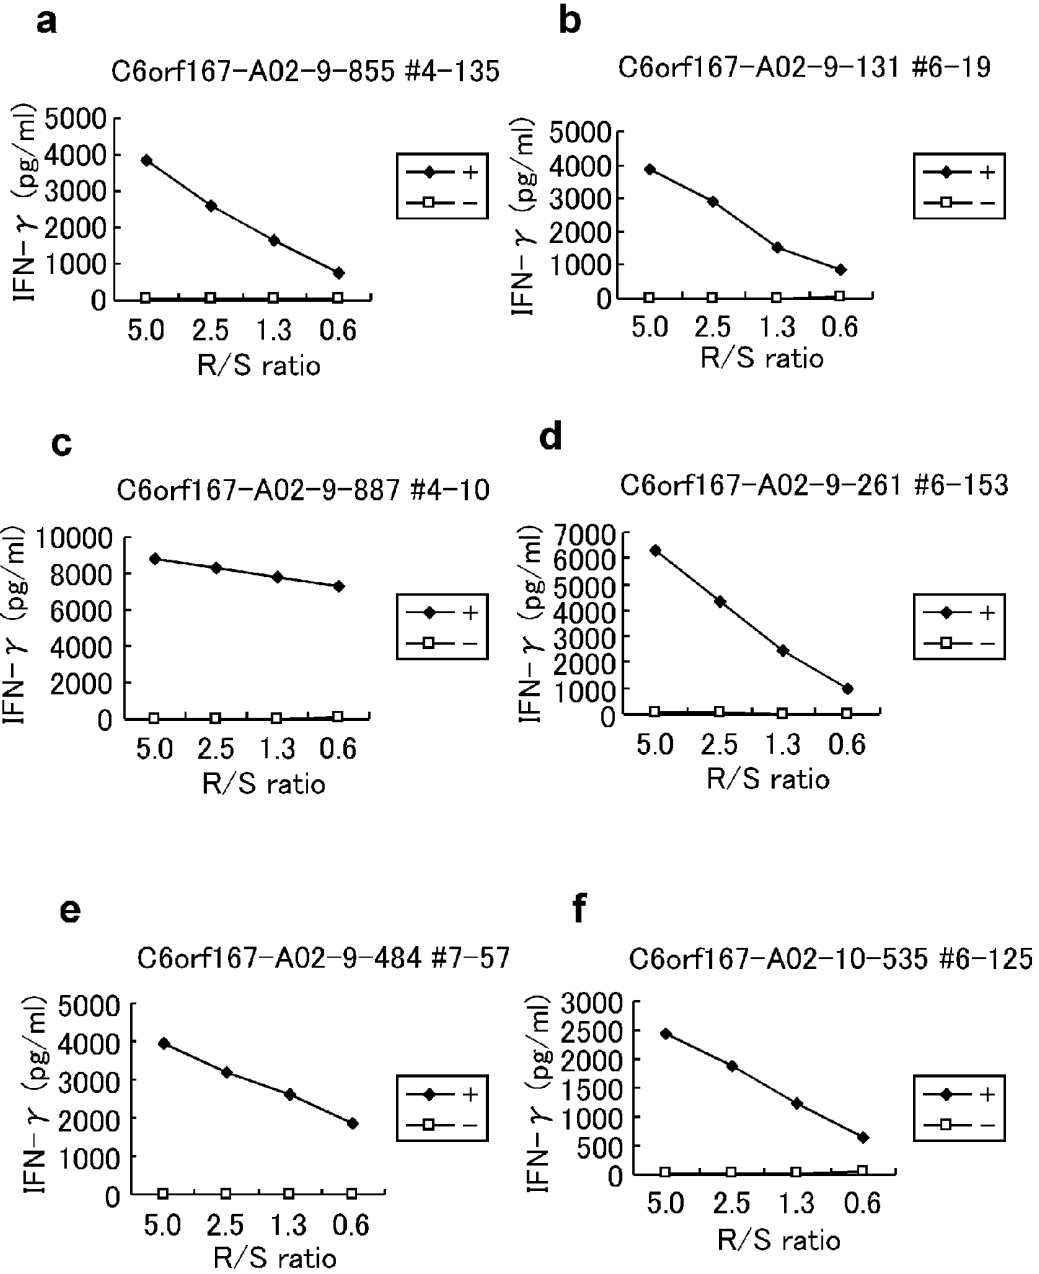 a
C6orf167-A02-9-855 #4-135
IFN-γ (pg/ml)
5000
4000
3000
2000
1000
0
5.0 2.5 1.3 0.6
R/S ratio
+
−
b
C6orf167-A02-9-131 #6-19
IFN-γ (pg/ml)
5000
4000
3000
2000
1000
0
5.0 2.5 1.3 0.6
R/S ratio
+
−
c
C6orf167-A02-9-887 #4-10
IFN-γ (pg/ml)
10000
8000
6000
4000
2000
0
5.0 2.5 1.3 0.6
R/S ratio
+
−
d
C6orf167-A02-9-261 #6-153
IFN-γ (pg/ml)
7000
6000
5000
4000
3000
2000
1000
0
5.0 2.5 1.3 0.6
R/S ratio
+
−
e
C6orf167-A02-9-484 #7-57
IFN-γ (pg/ml)
5000
4000
3000
2000
1000
0
5.0 2.5 1.3 0.6
R/S ratio
+
−
f
C6orf167-A02-10-535 #6-125
IFN-γ (pg/ml)
3000
2500
2000
1500
1000
500
0
5.0 2.5 1.3 0.6
R/S ratio
+
−